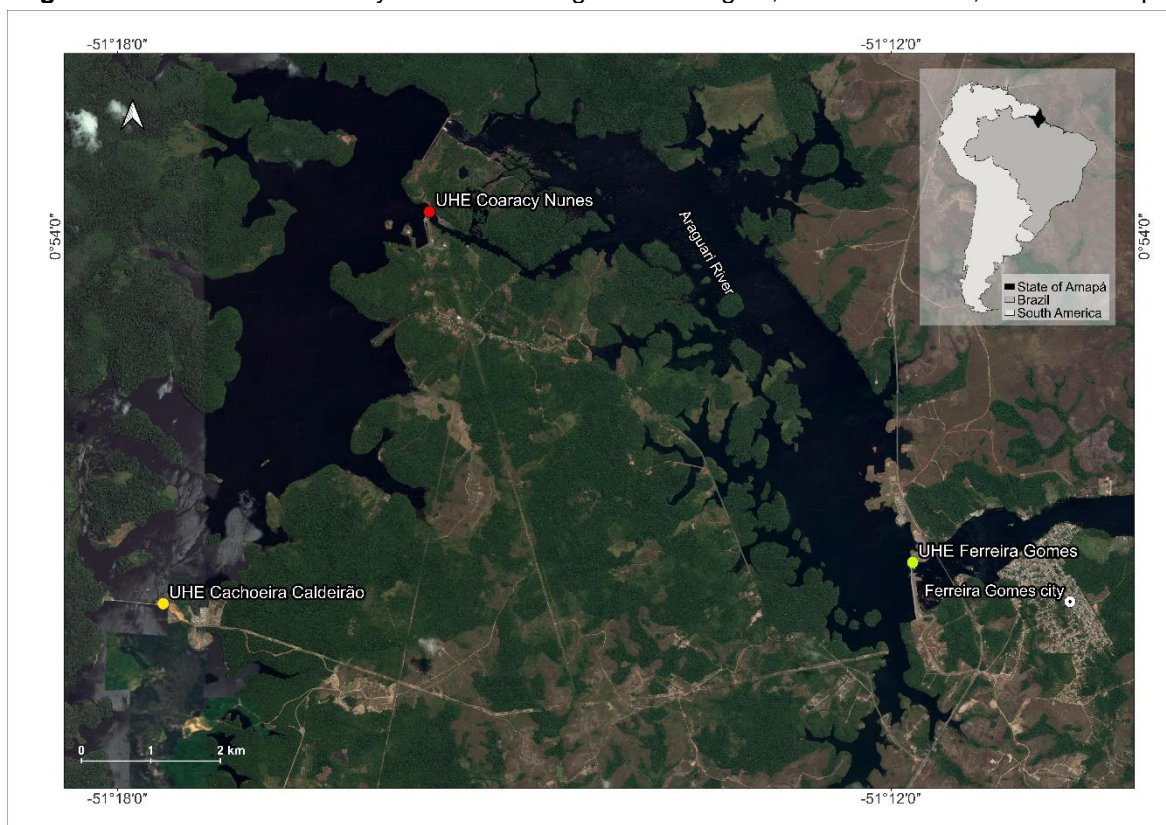 -51°18'0"
-51°12'0"
0°54'0"
0°54'0"
UHE Coaracy Nunes
Araguari River
State of Amapá
Brazil
South America
UHE Ferreira Gomes
Ferreira Gomes city
UHE Cachoeira Caldeirão
0 1 2 km
-51°18'0"
-51°12'0"